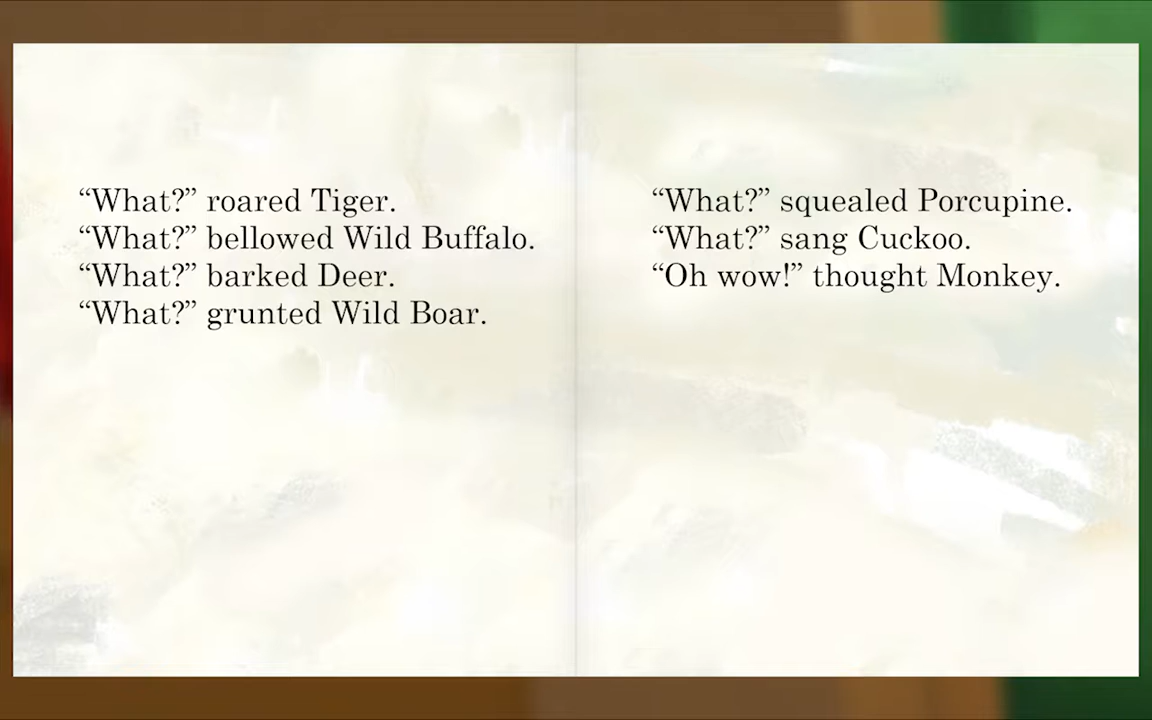 “What?” roared Tiger.
“What?” bellowed Wild Buffalo.
“What?” barked Deer.
“What?” grunted Wild Boar.
“What?” squealed Porcupine.
“What?” sang Cuckoo.
“Oh wow!” thought Monkey.